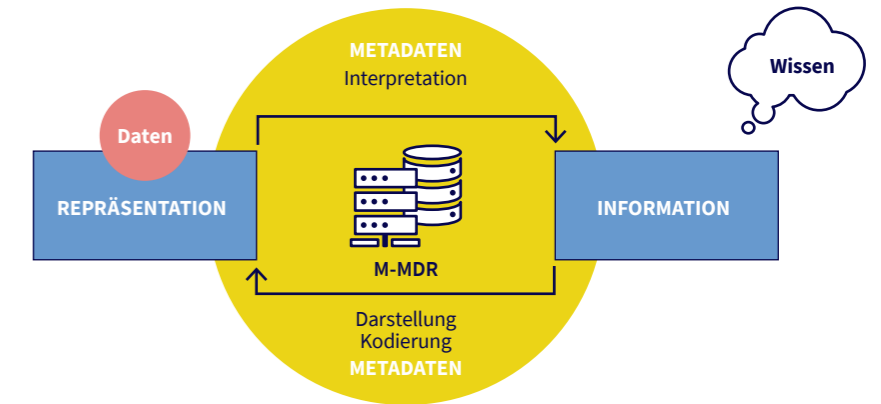 METADATEN
Interpretation
Wissen
Daten
REPRÄSENTATION
INFORMATION
M-MDR
Darstellung
Kodierung
METADATEN